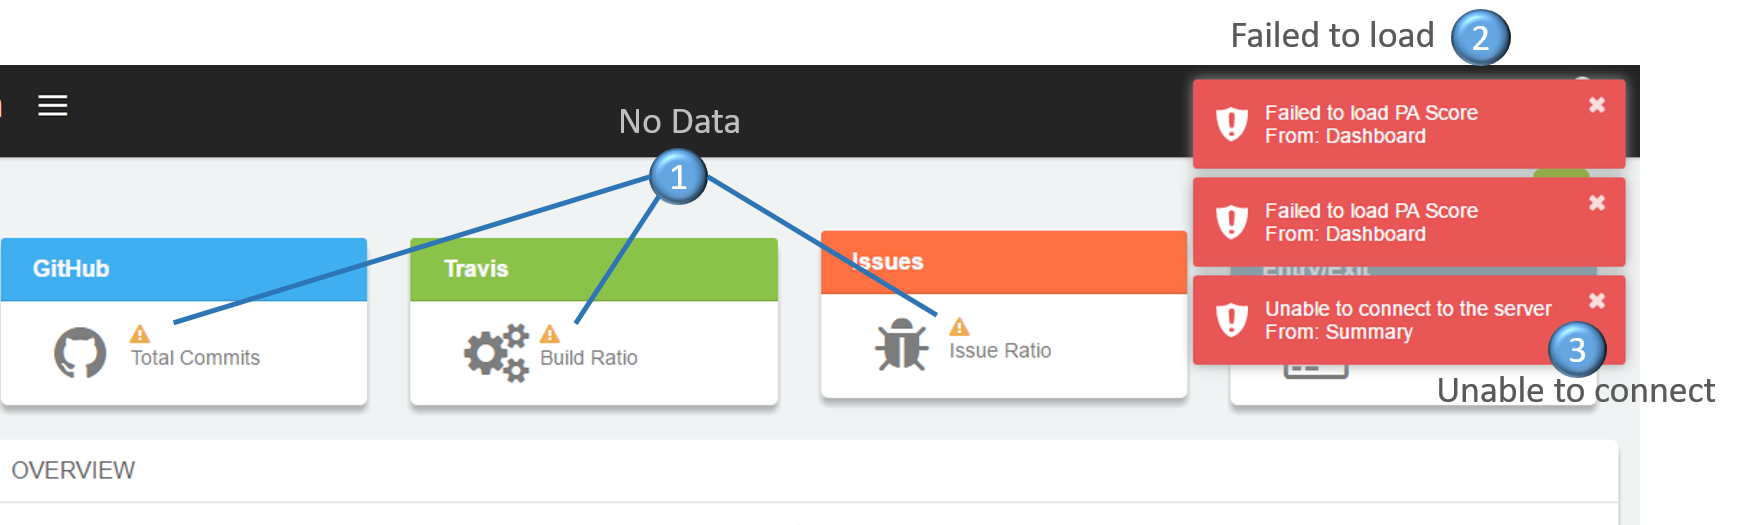 Failed to load 2
No Data
1
Failed to load PA Score
From: Dashboard
Failed to load PA Score
From: Dashboard
GitHub
Travis
Issues
Entry/Exit
Unable to connect to the server
From: Summary
Total Commits
Build Ratio
Issue Ratio
3
Unable to connect
OVERVIEW